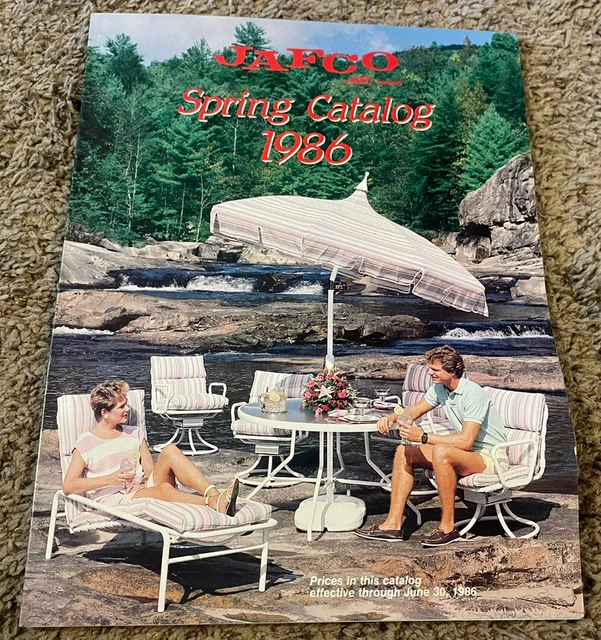 JAFCO
Spring Catalog
1986
Prices in this catalog
effective through June 30, 1986